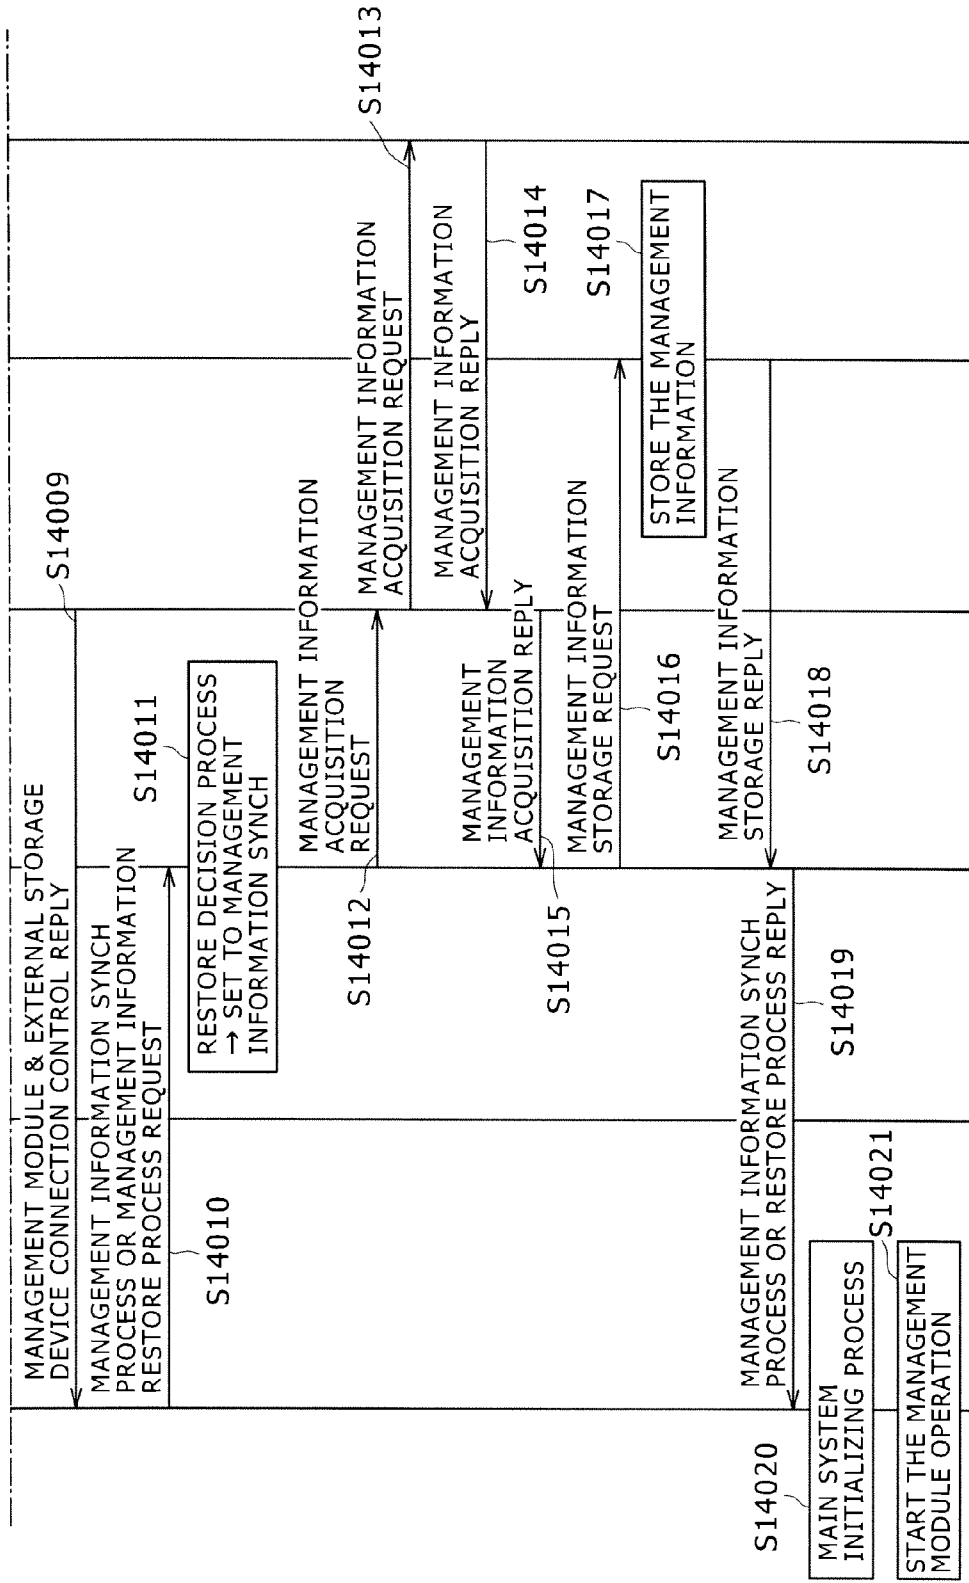 MANAGEMENT MODULE & EXTERNAL STORAGE
DEVICE CONNECTION CONTROL REPLY
S14009
MANAGEMENT INFORMATION SYNCH
PROCESS OR MANAGEMENT INFORMATION
RESTORE PROCESS REQUEST
S14010
S14011
RESTORE DECISION PROCESS
→ SET TO MANAGEMENT
INFORMATION SYNCH
MANAGEMENT INFORMATION
ACQUISITION
REQUEST
S14012
MANAGEMENT INFORMATION
ACQUISITION REQUEST
S14013
MANAGEMENT INFORMATION
ACQUISITION REPLY
S14014
MANAGEMENT
INFORMATION
ACQUISITION REPLY
S14015
MANAGEMENT INFORMATION
STORAGE REQUEST
S14016
S14017
STORE THE MANAGEMENT
INFORMATION
MANAGEMENT INFORMATION
STORAGE REPLY
S14018
MANAGEMENT INFORMATION SYNCH
PROCESS OR RESTORE PROCESS REPLY
S14019
S14020
MAIN SYSTEM
INITIALIZING PROCESS
S14021
START THE MANAGEMENT
MODULE OPERATION